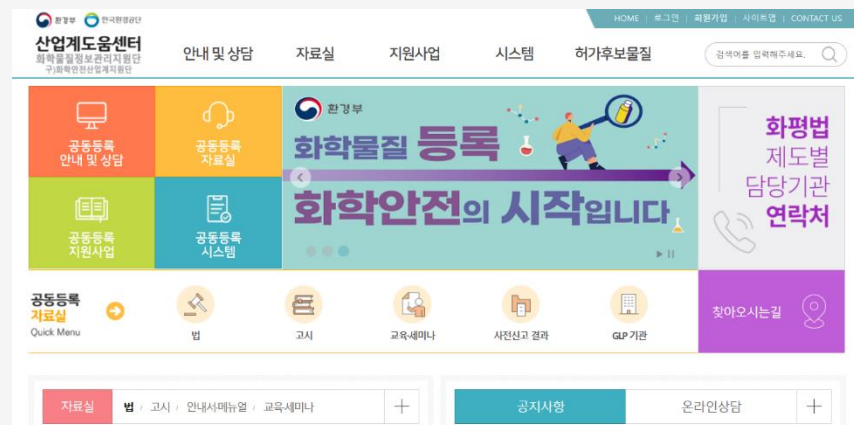 환경부 한국환경공단
HOME | 로그인 | 회원가입 | 사이트맵 | CONTACT US
산업계도움센터
화학물질정보관리지원단
구)화학안전산업계지원단
안내 및 상담 자료실 지원사업 시스템 허가후보물질
검색어를 입력해주세요.
공동등록
안내 및 상담
공동등록
자료실
공동등록
지원사업
공동등록
시스템
환경부
화학물질 등록
화학안전의 시작입니다
화평법
제도별
담당기관
연락처
공동등록
자료실
Quick Menu
법
고시
교육·세미나
사전신고 결과
GLP 기관
찾아오시는길
자료실 법 / 고시 / 안내서·메뉴얼 / 교육·세미나
공지사항 온라인상담